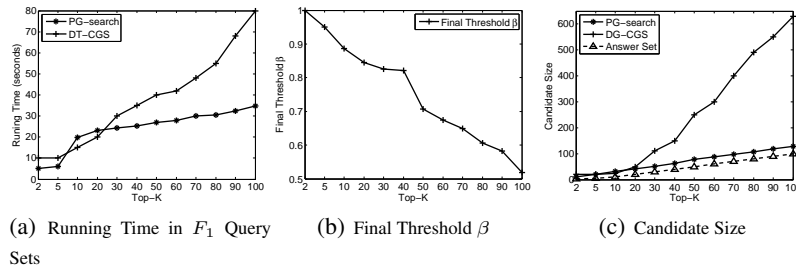 80
70
60
50
40
30
20
10
0
Runing Time (seconds)
PG-search
DT-CGS
2 5 10 20 30 40 50 60 70 80 90 100
Top-K
(a) Running Time in F1 Query
Sets
1
0.9
0.8
0.7
0.6
0.5
Final Threshold β
Final Threshold β
2 5 10 20 30 40 50 60 70 80 90 100
Top-K
(b) Final Threshold β
600
500
400
300
200
100
0
Candidate Size
PG-search
DG-CGS
Answer Set
2 5 10 20 30 40 50 60 70 80 90 10
Top-K
(c) Candidate Size